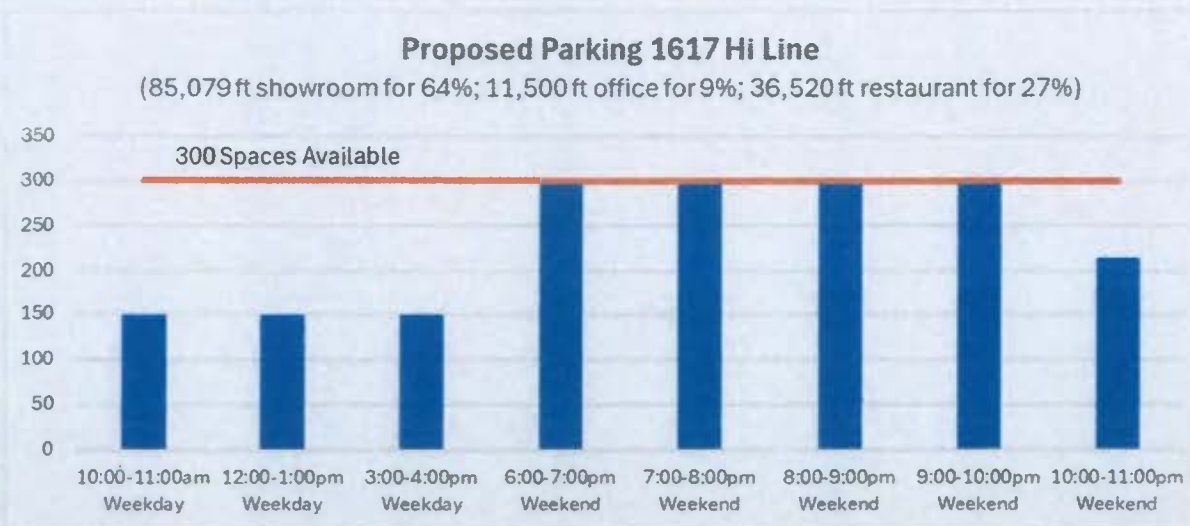 Proposed Parking 1617 Hi Line
(85,079 ft showroom for 64%; 11,500 ft office for 9%; 36,520 ft restaurant for 27%)
350
300 Spaces Available
300
250
200
150
100
50
0
10:00-11:00am 12:00-1:00pm 3:00-4:00pm 6:00-7:00pm 7:00-8:00pm 8:00-9:00pm 9:00-10:00pm 10:00-11:00pm
Weekday Weekday Weekday Weekend Weekend Weekend Weekend Weekend